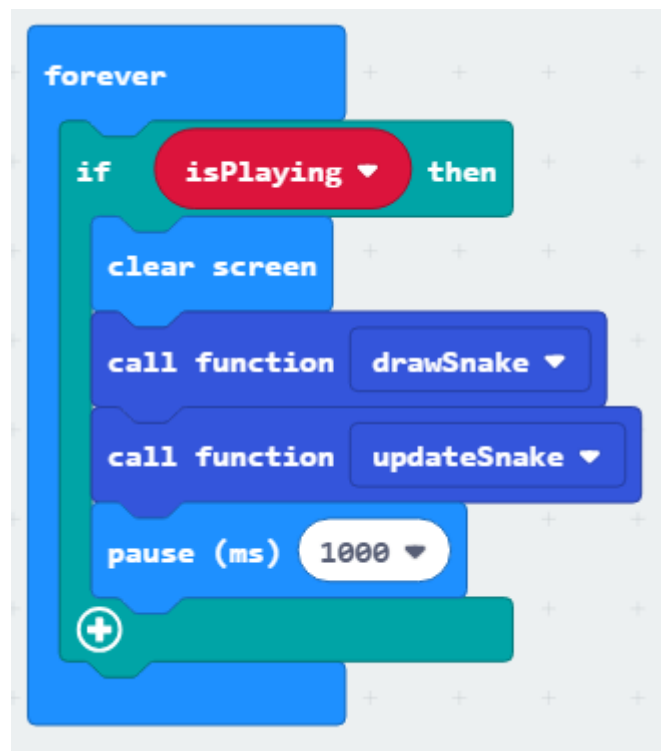 forever
if isPlaying then
clear screen
call function drawSnake
call function updateSnake
pause (ms) 1000